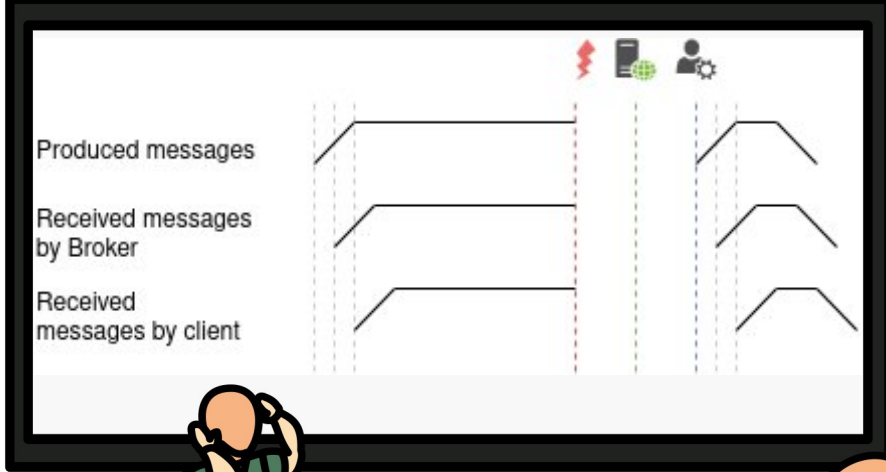 Produced messages
Received messages
by Broker
Received
messages by client